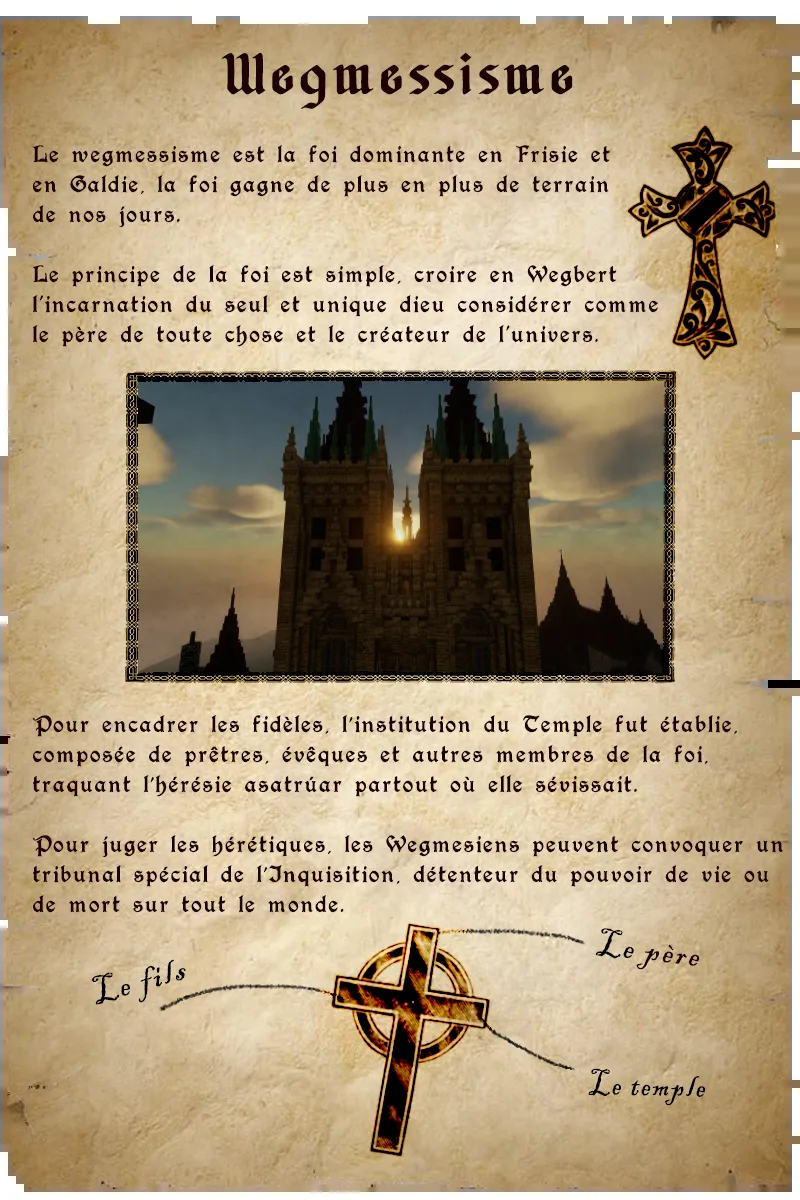 Wegmessisme
Le wegmessisme est la foi dominante en Frisie et
en Galdie, la foi gagne de plus en plus de terrain
de nos jours.
Le principe de la foi est simple, croire en Wegbert
l'incarnation du seul et unique dieu considérer comme
le père de toute chose et le créateur de l'univers.
Pour encadrer les fidèles, l'institution du Temple fut établie,
composée de prêtres, évêques et autres membres de la foi,
traquant l'hérésie asatrúar partout où elle sévissait.
Pour juger les hérétiques, les Wegmesiens peuvent convoquer un
tribunal spécial de l'Inquisition, détenteur du pouvoir de vie ou
de mort sur tout le monde.
Le père
Le fils
Le temple